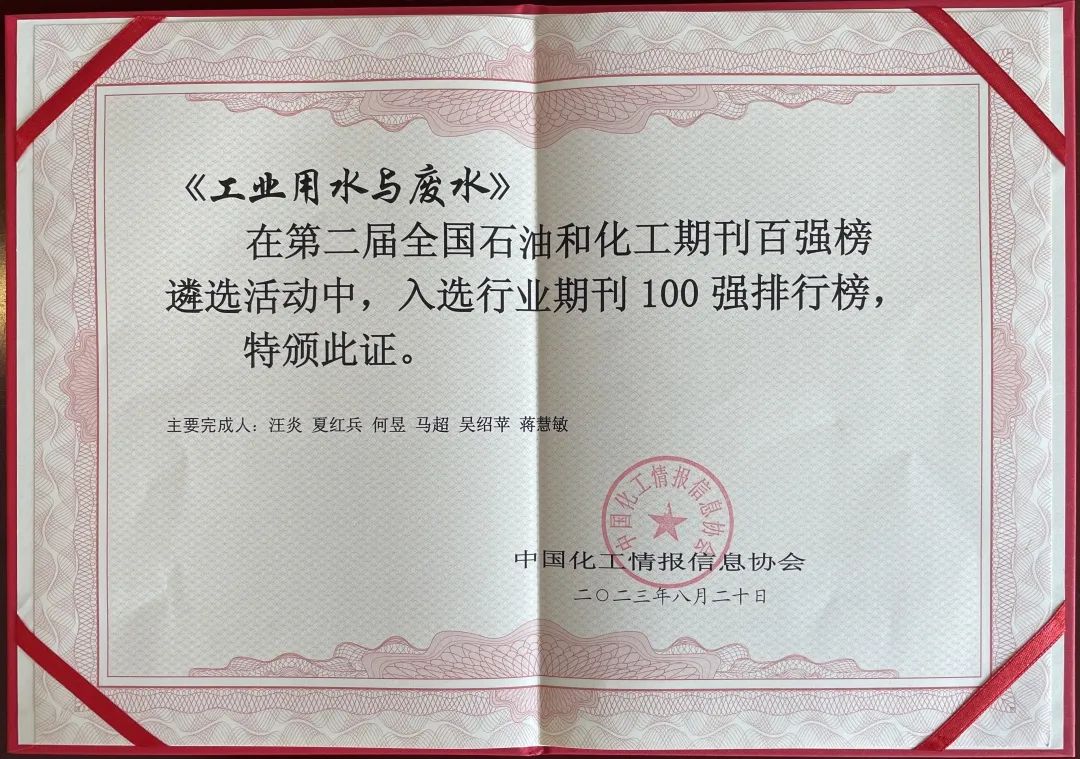 《工业用水与废水》
在第二届全国石油和化工期刊百强榜
遴选活动中，入选行业期刊100强排行榜，
特颁此证。
主要完成人：汪炎 夏红兵 何昱 马超 吴绍苹 蒋慧敏
中国化工情报信息协会
中国化工情报信息协会
二〇二三年八月二十日